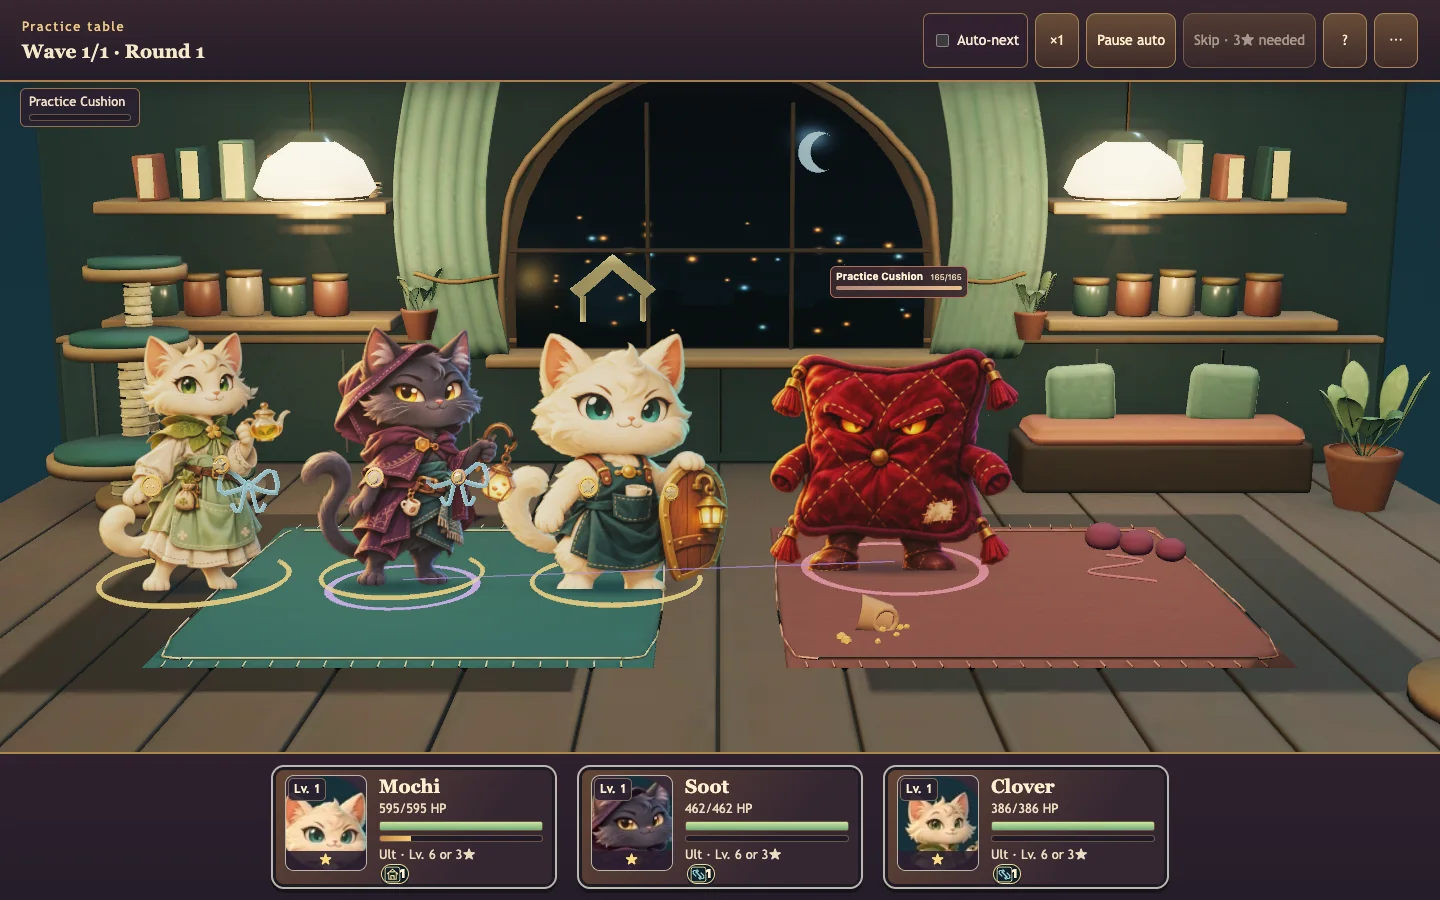 Practice table
Wave 1/1 · Round 1
Auto-next
×1
Pause auto
Skip · 3★ needed
?
···
Practice Cushion
Practice Cushion 165/165
Lv. 1
Mochi
595/595 HP
Ult · Lv. 6 or 3★
1
Lv. 1
Soot
462/462 HP
Ult · Lv. 6 or 3★
1
Lv. 1
Clover
386/386 HP
Ult · Lv. 6 or 3★
1